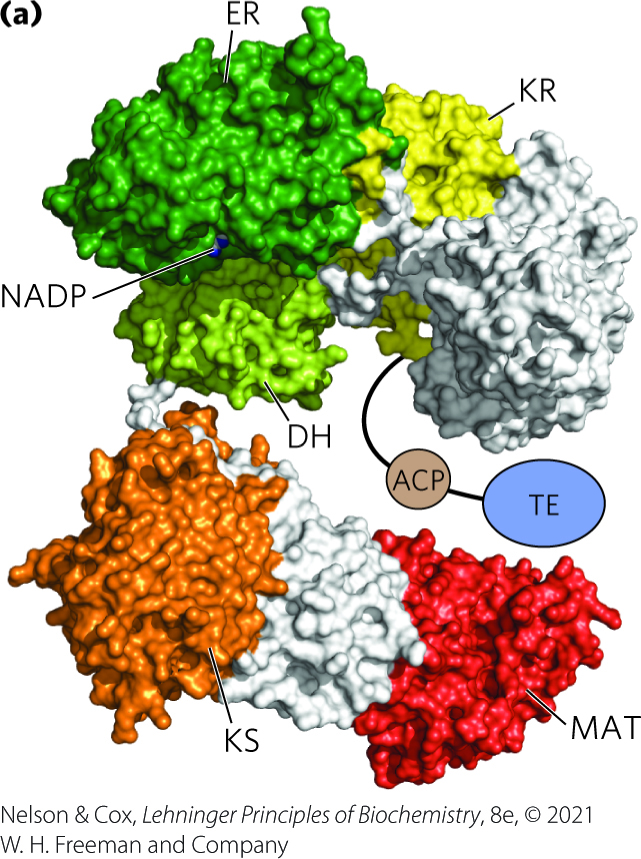 (a)
ER
KR
NADP
DH
ACP
TE
KS
MAT
Nelson & Cox, Lehninger Principles of Biochemistry, 8e, © 2021
W. H. Freeman and Company